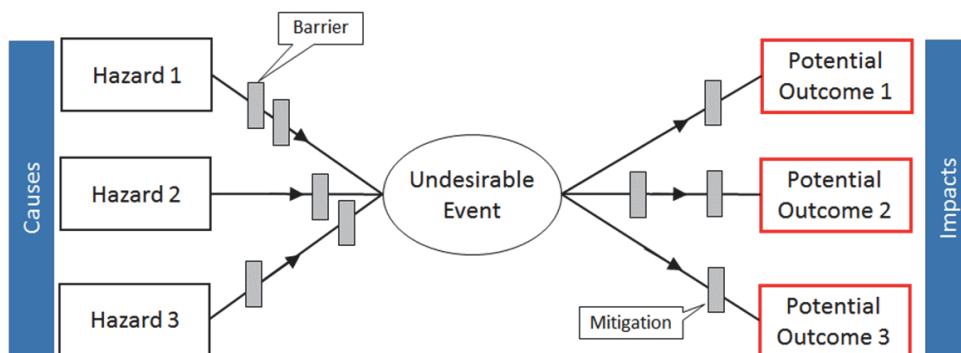 Causes
Hazard 1
Hazard 2
Hazard 3
Barrier
Undesirable
Event
Mitigation
Potential
Outcome 1
Potential
Outcome 2
Potential
Outcome 3
Impacts